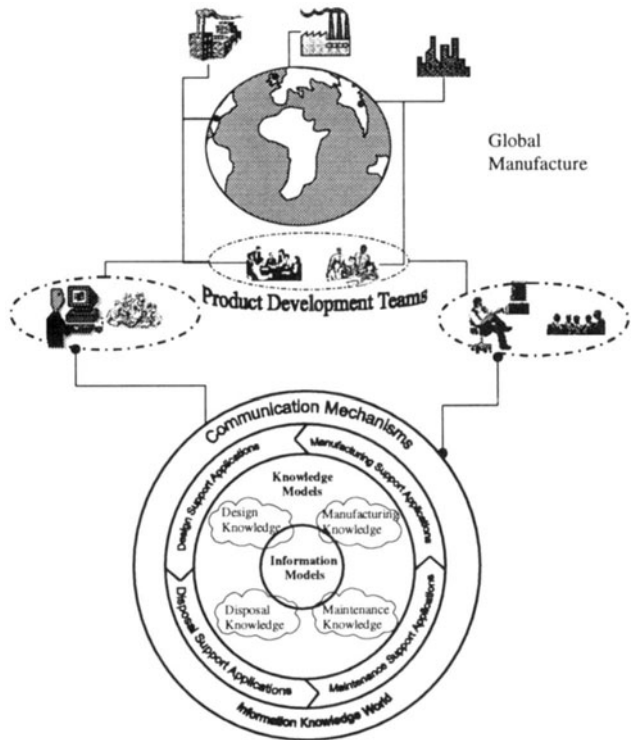 Global
Manufacture
Product Development Teams
Communication Mechanisms
Design Support Applications
Manufacturing Support Applications
Knowledge
Models
Design
Knowledge
Manufacturing
Knowledge
Information
Models
Disposal
Knowledge
Maintenance
Knowledge
Disposal Support Applications
Maintenance Support Applications
Information Knowledge World